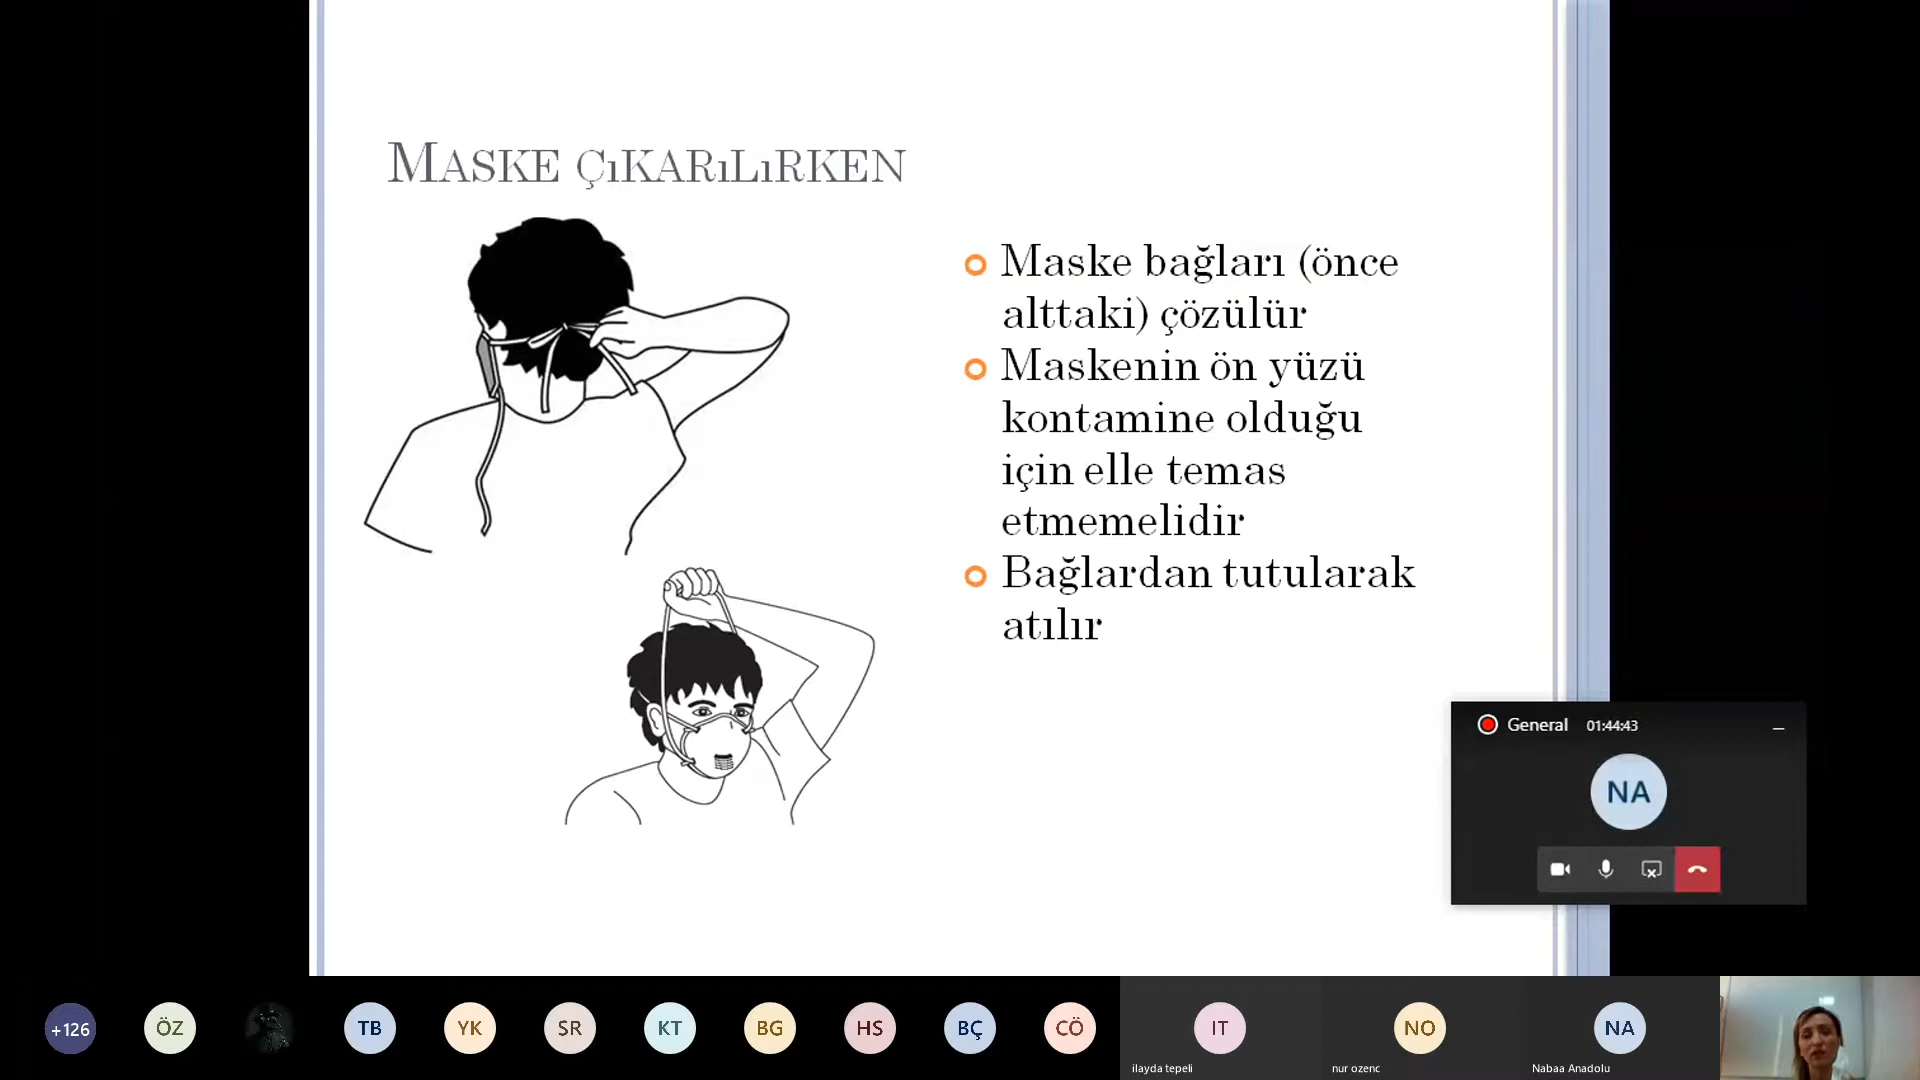 MASKE ÇıKARıLıRKEN
Maske bağları (önce
alttaki) çözülür
Maskenin ön yüzü
kontamine olduğu
için elle temas
etmemelidir
Bağlardan tutularak
atılır
General 01:44:43
NA
+126
ÖZ
TB
YK
SR
KT
BG
HS
BÇ
CÖ
IT
NO
NA
ilayda tepeli
nur ozenc
Nabaa Anadolu